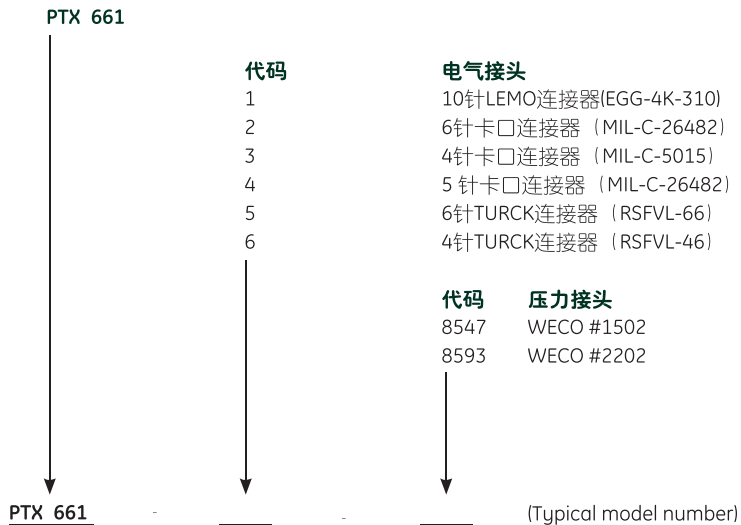 PTX 661
代码 电气接头
1 10针LEMO连接器(EGG-4K-310)
2 6针卡口连接器（MIL-C-26482）
3 4针卡口连接器（MIL-C-5015）
4 5 针卡口连接器（MIL-C-26482）
5 6针TURCK连接器（RSFVL-66）
6 4针TURCK连接器（RSFVL-46）
代码 压力接头
8547 WECO #1502
8593 WECO #2202
PTX 661 - ____ - ____ (Typical model number)